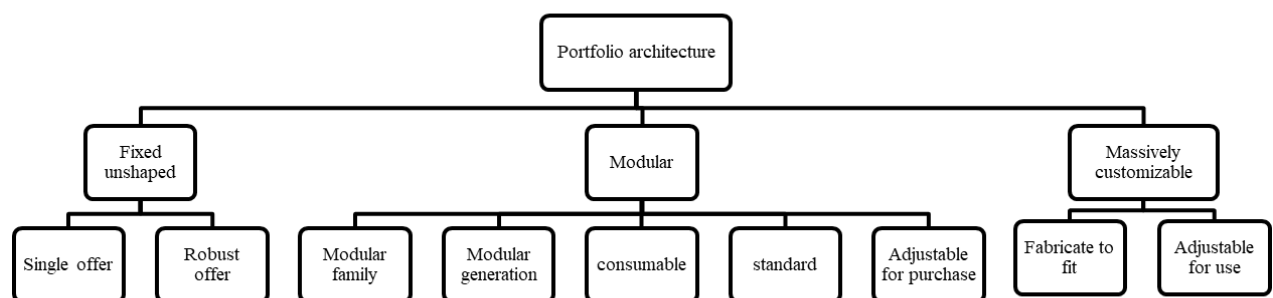 Portfolio architecture
Fixed
unshaped
Modular
Massively
customizable
Single offer
Robust
offer
Modular
family
Modular
generation
consumable
standard
Adjustable
for purchase
Fabricate to
fit
Adjustable
for use